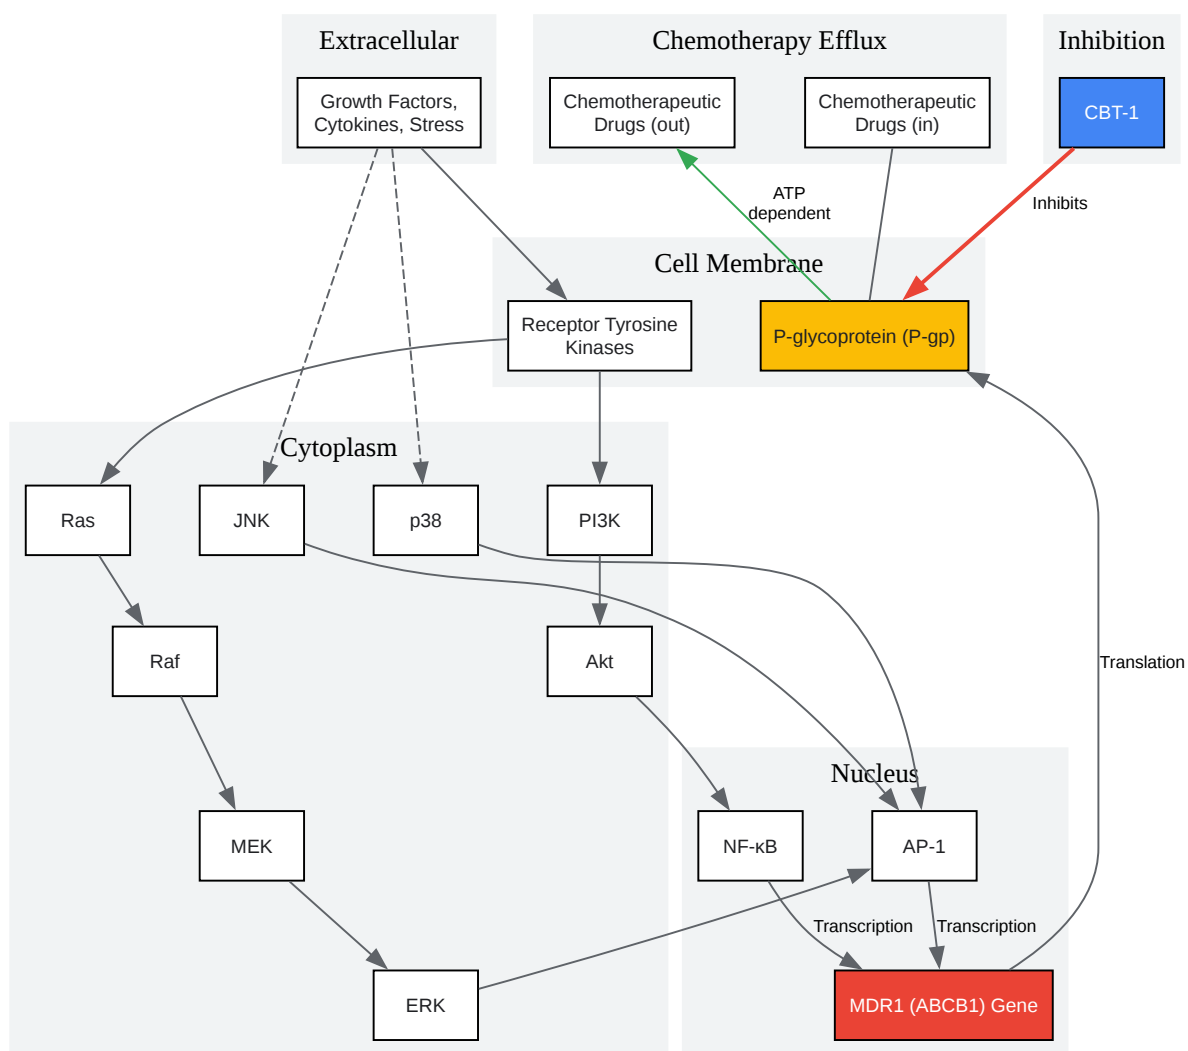 Extracellular
Chemotherapy Efflux
Inhibition
Growth Factors,
Cytokines, Stress
Chemotherapeutic
Drugs (out)
Chemotherapeutic
Drugs (in)
CBT-1
ATP
dependent
Inhibits
Cell Membrane
Receptor Tyrosine
Kinases
P-glycoprotein (P-gp)
Cytoplasm
Ras
JNK
p38
PI3K
Raf
Akt
Translation
Nucleus
MEK
NF-κB
AP-1
Transcription
Transcription
ERK
MDR1 (ABCB1) Gene